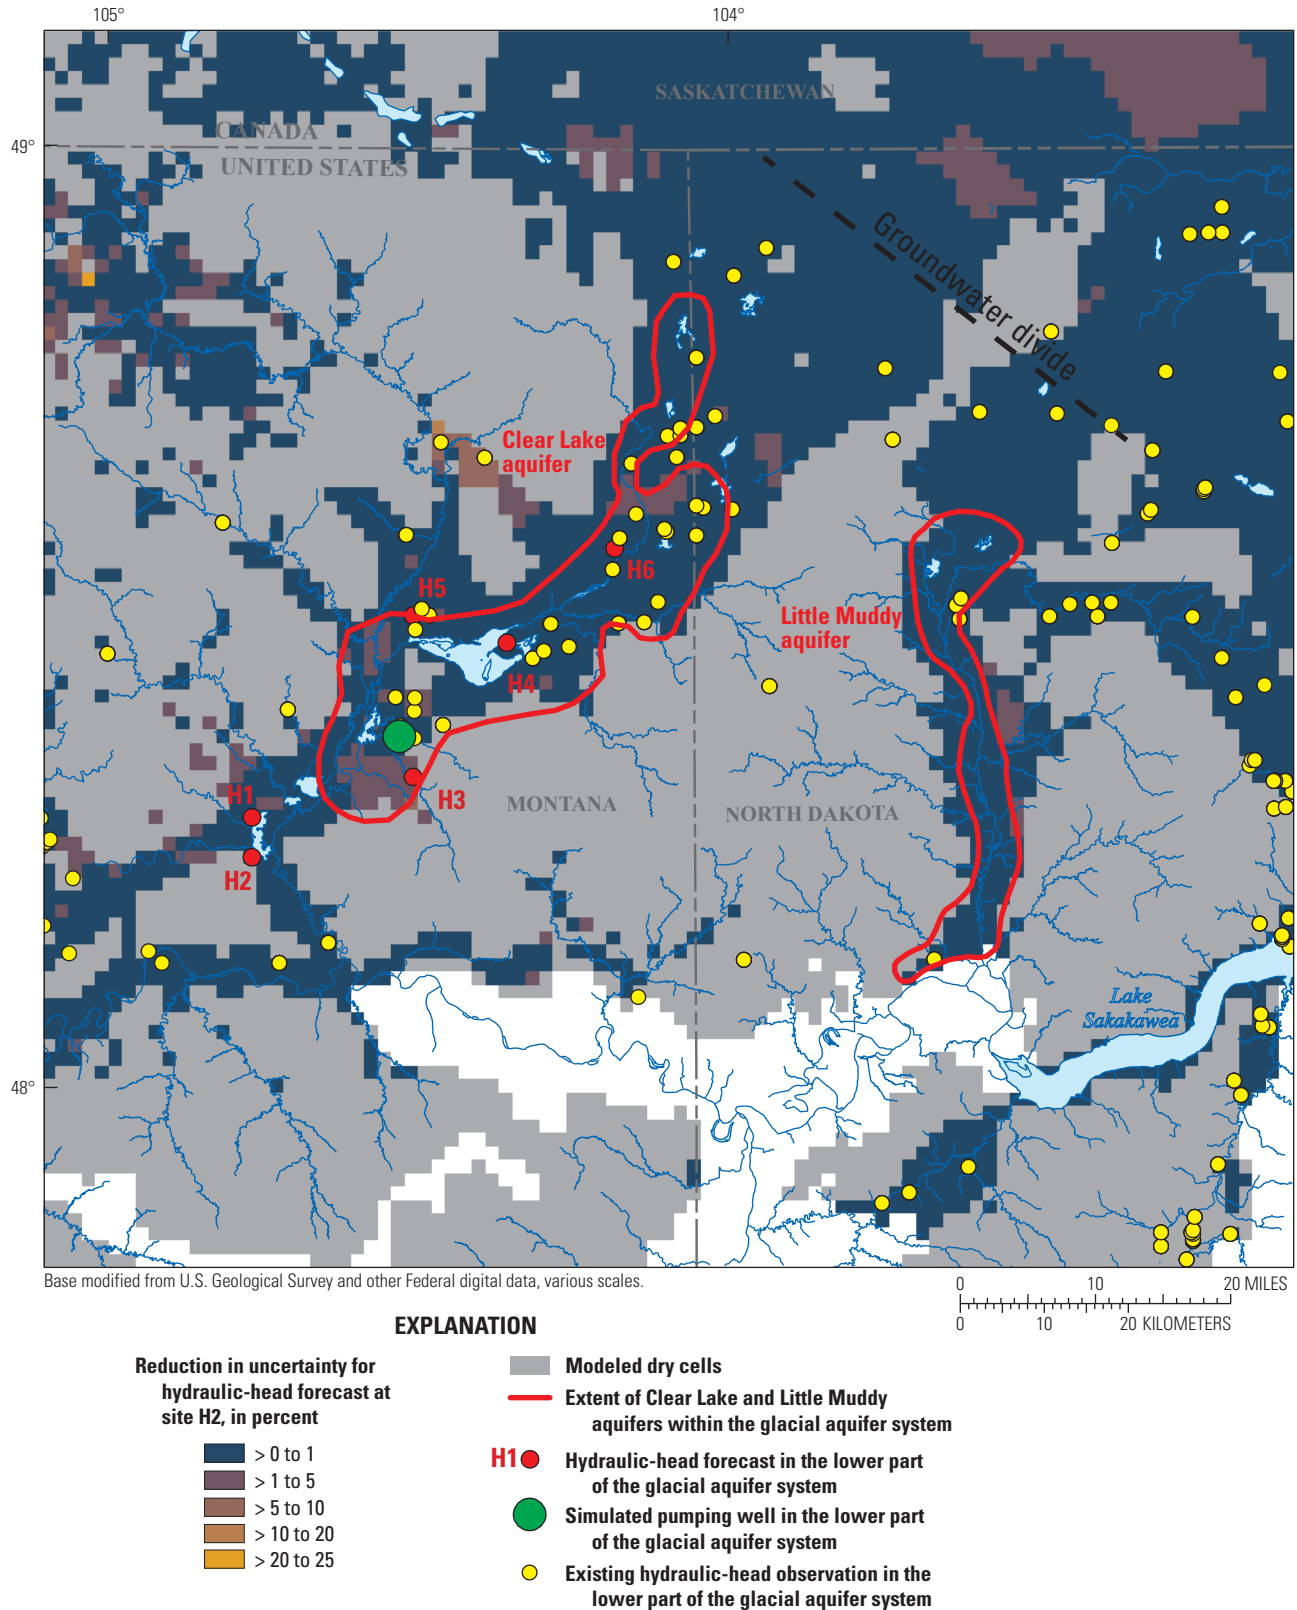 105°
104°
SASKATCHEWAN
CANADA
49°
UNITED STATES
Groundwater divide
Clear Lake
aquifer
H6
H5
Little Muddy
aquifer
H4
H1
H3
MONTANA
NORTH DAKOTA
H2
Lake
Sakakawea
48°
Base modified from U.S. Geological Survey and other Federal digital data, various scales.
0 10 20 MILES
0 10 20 KILOMETERS
EXPLANATION
Reduction in uncertainty for
hydraulic-head forecast at
site H2, in percent
> 0 to 1
> 1 to 5
> 5 to 10
> 10 to 20
> 20 to 25
Modeled dry cells
Extent of Clear Lake and Little Muddy
aquifers within the glacial aquifer system
H1 Hydraulic-head forecast in the lower part
of the glacial aquifer system
Simulated pumping well in the lower part
of the glacial aquifer system
Existing hydraulic-head observation in the
lower part of the glacial aquifer system